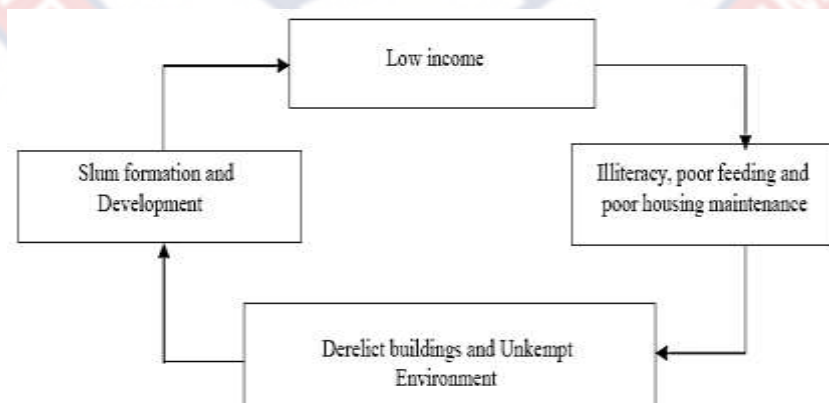 Low income
Slum formation and
Development
Illiteracy, poor feeding and
poor housing maintenance
Derelict buildings and Unkempt
Environment